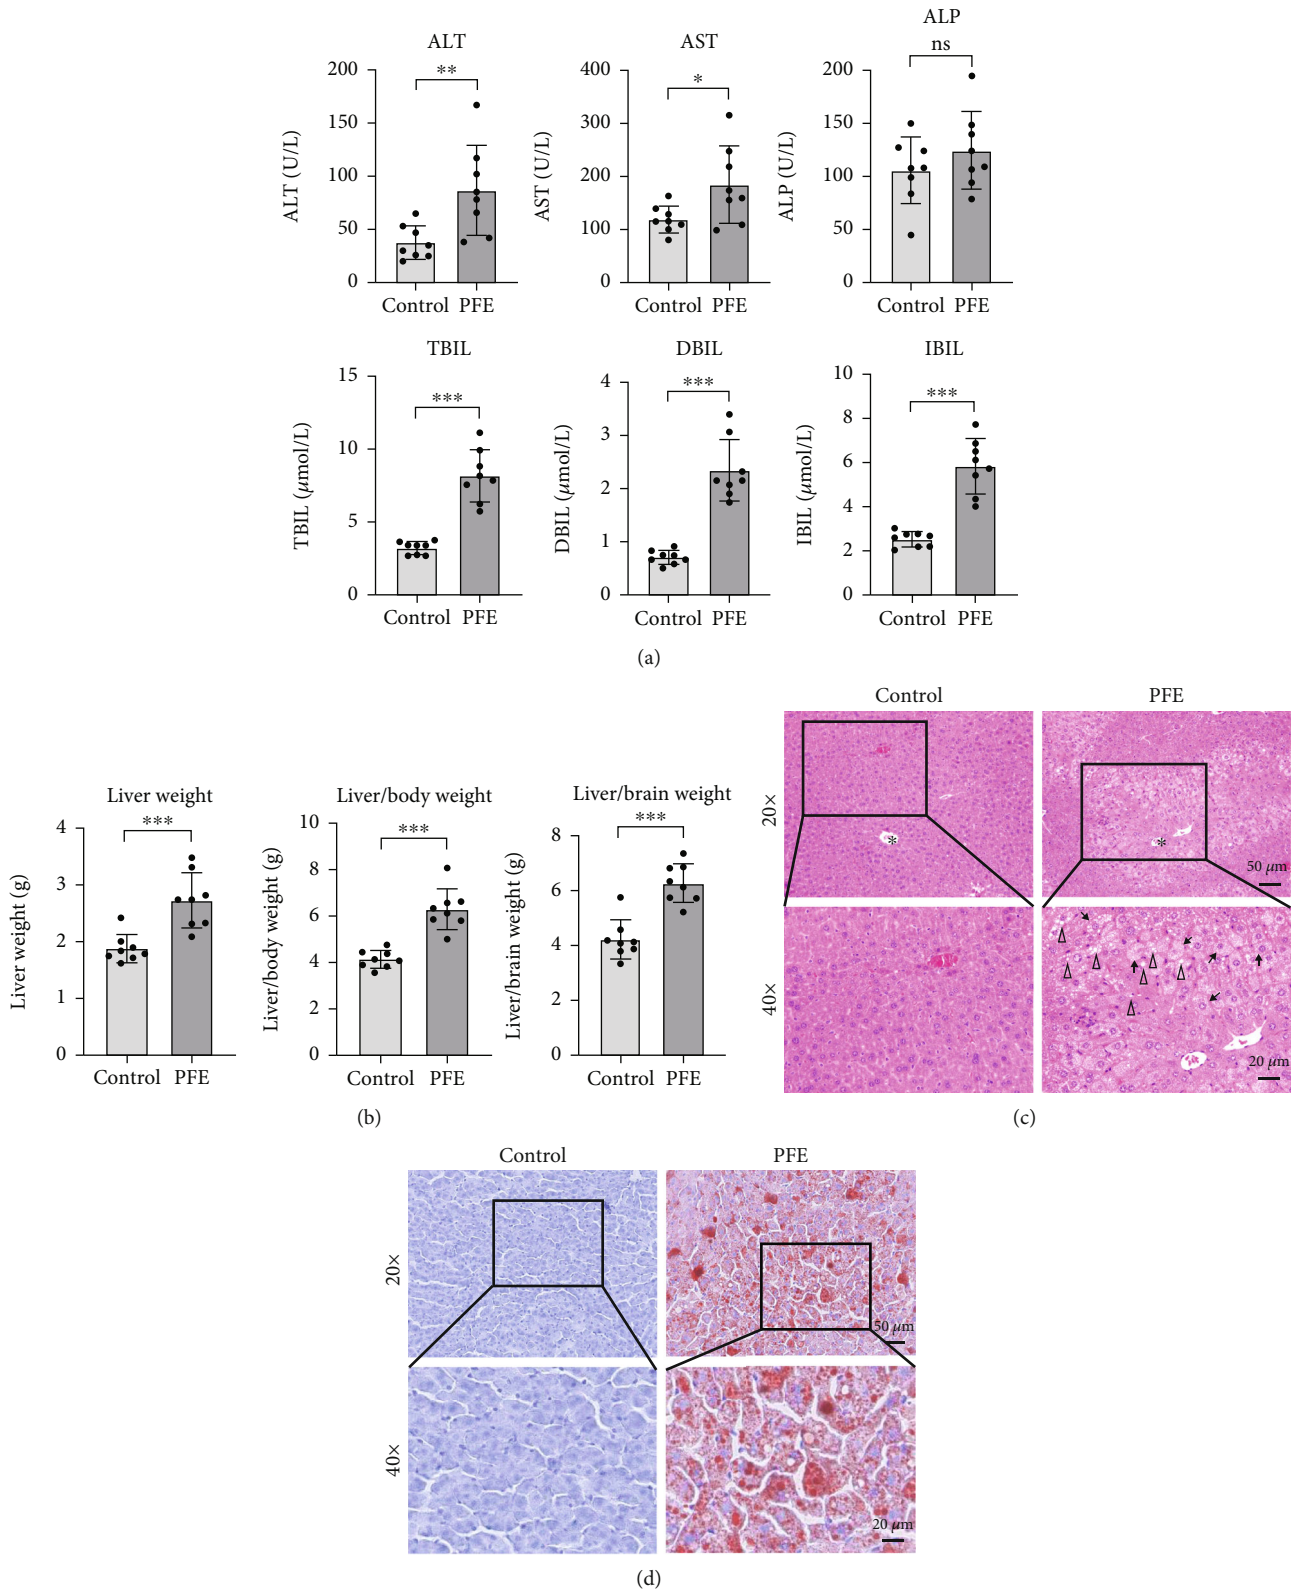 ALT
**
ALT (U/L)
200
150
100
50
0
Control PFE
AST
*
AST (U/L)
400
300
200
100
0
Control PFE
ALP
ns
ALP (U/L)
200
150
100
50
0
Control PFE
TBIL
***
TBIL (μmol/L)
15
10
5
0
Control PFE
DBIL
***
DBIL (μmol/L)
4
3
2
1
0
Control PFE
IBIL
***
IBIL (μmol/L)
10
8
6
4
2
0
Control PFE
(a)
Liver weight
***
Liver weight (g)
4
3
2
1
0
Control PFE
Liver/body weight
***
Liver/body weight (g)
10
8
6
4
2
0
Control PFE
Liver/brain weight
***
Liver/brain weight (g)
8
6
4
2
0
Control PFE
(b)
Control
PFE
20×
*
*
50 μm
40×
20 μm
(c)
Control
PFE
20×
50 μm
40×
20 μm
(d)